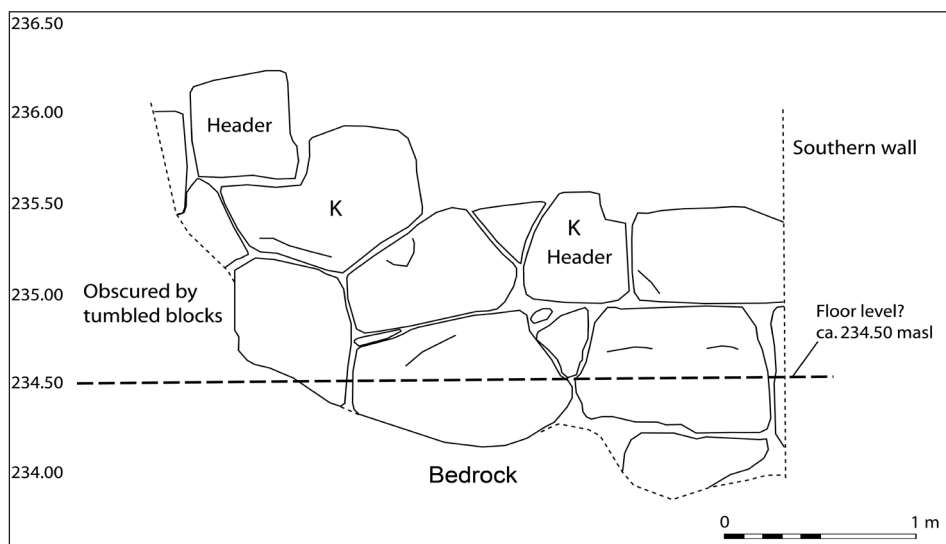 236.50
236.00
235.50
235.00
234.50
234.00
Header
K
K
Header
Southern wall
Obscured by
tumbled blocks
Floor level?
ca. 234.50 masl
Bedrock
0
1 m